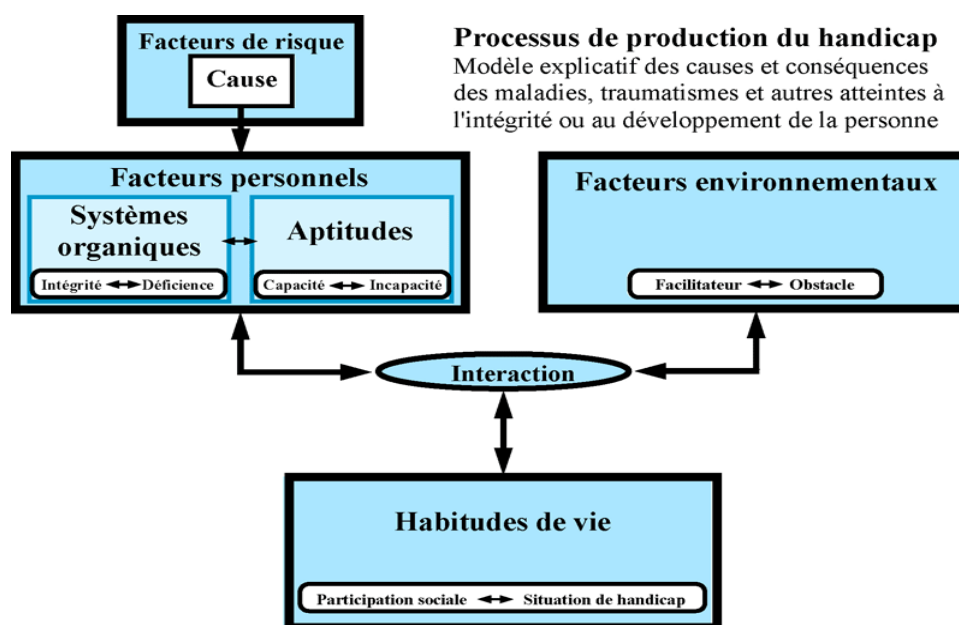 Facteurs de risque
Cause
Processus de production du handicap
Modèle explicatif des causes et conséquences
des maladies, traumatismes et autres atteintes à
l'intégrité ou au développement de la personne
Facteurs personnels
Systèmes
organiques
Intégrité Déficience
Aptitudes
Capacité Incapacité
Facteurs environnementaux
Facilitateur Obstacle
Interaction
Habitudes de vie
Participation sociale Situation de handicap